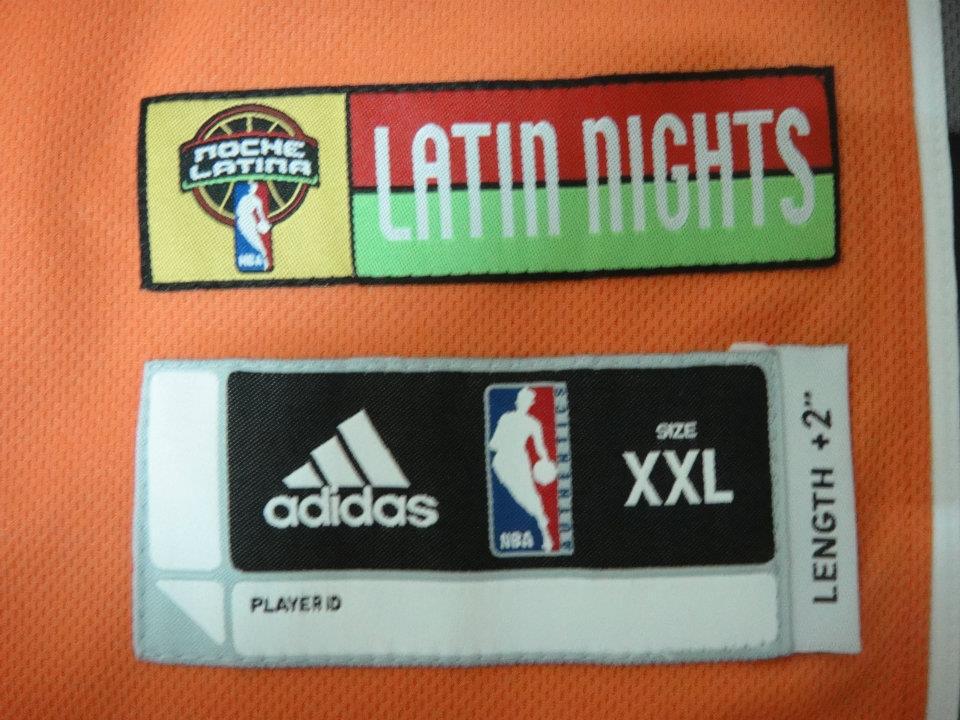 NOCHE
LATINA
NBA
LATIN NIGHTS
adidas
NBA
AUTHENTICS
SIZE
XXL
LENGTH +2"
PLAYER ID